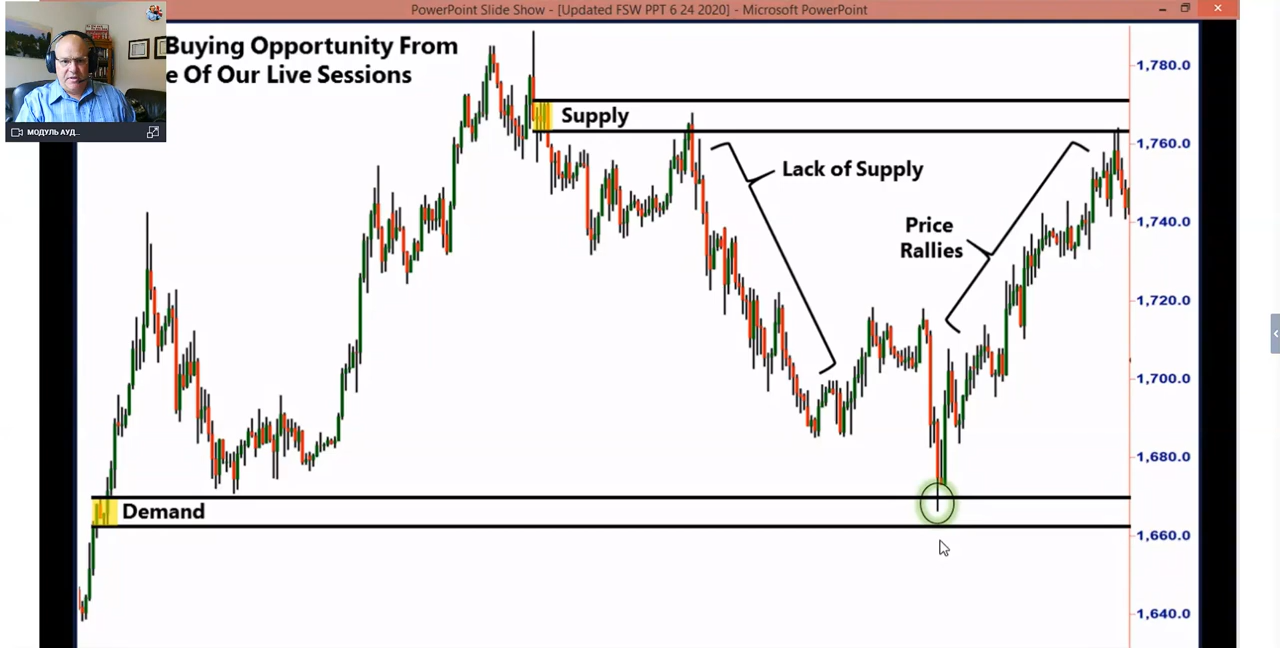 PowerPoint Slide Show - [Updated FSW PPT 6 24 2020] - Microsoft PowerPoint
Buying Opportunity From
e Of Our Live Sessions
МОДУЛЬ АУД...
Supply
Lack of Supply
Price
Rallies
Demand
1,780.0
1,760.0
1,740.0
1,720.0
1,700.0
1,680.0
1,660.0
1,640.0